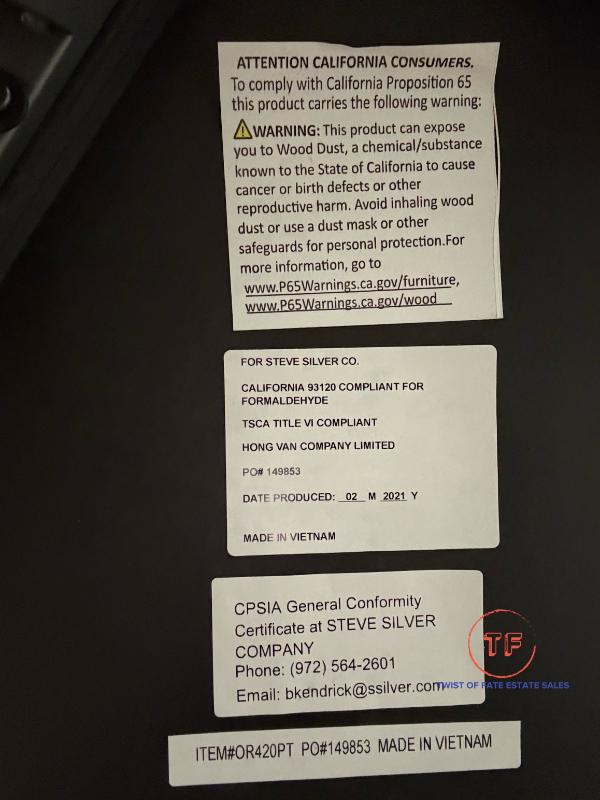 ATTENTION CALIFORNIA CONSUMERS.
To comply with California Proposition 65
this product carries the following warning:
WARNING: This product can expose
you to Wood Dust, a chemical/substance
known to the State of California to cause
cancer or birth defects or other
reproductive harm. Avoid inhaling wood
dust or use a dust mask or other
safeguards for personal protection.For
more information, go to
www.P65Warnings.ca.gov/furniture,
www.P65Warnings.ca.gov/wood
FOR STEVE SILVER CO.
CALIFORNIA 93120 COMPLIANT FOR
FORMALDEHYDE
TSCA TITLE VI COMPLIANT
HONG VAN COMPANY LIMITED
PO# 149853
DATE PRODUCED: 02 M 2021 Y
MADE IN VIETNAM
CPSIA General Conformity
Certificate at STEVE SILVER
COMPANY
Phone: (972) 564-2601
Email: bkendrick@ssilver.com
TF
TWIST OF FATE ESTATE SALES
ITEM#OR420PT PO#149853 MADE IN VIETNAM